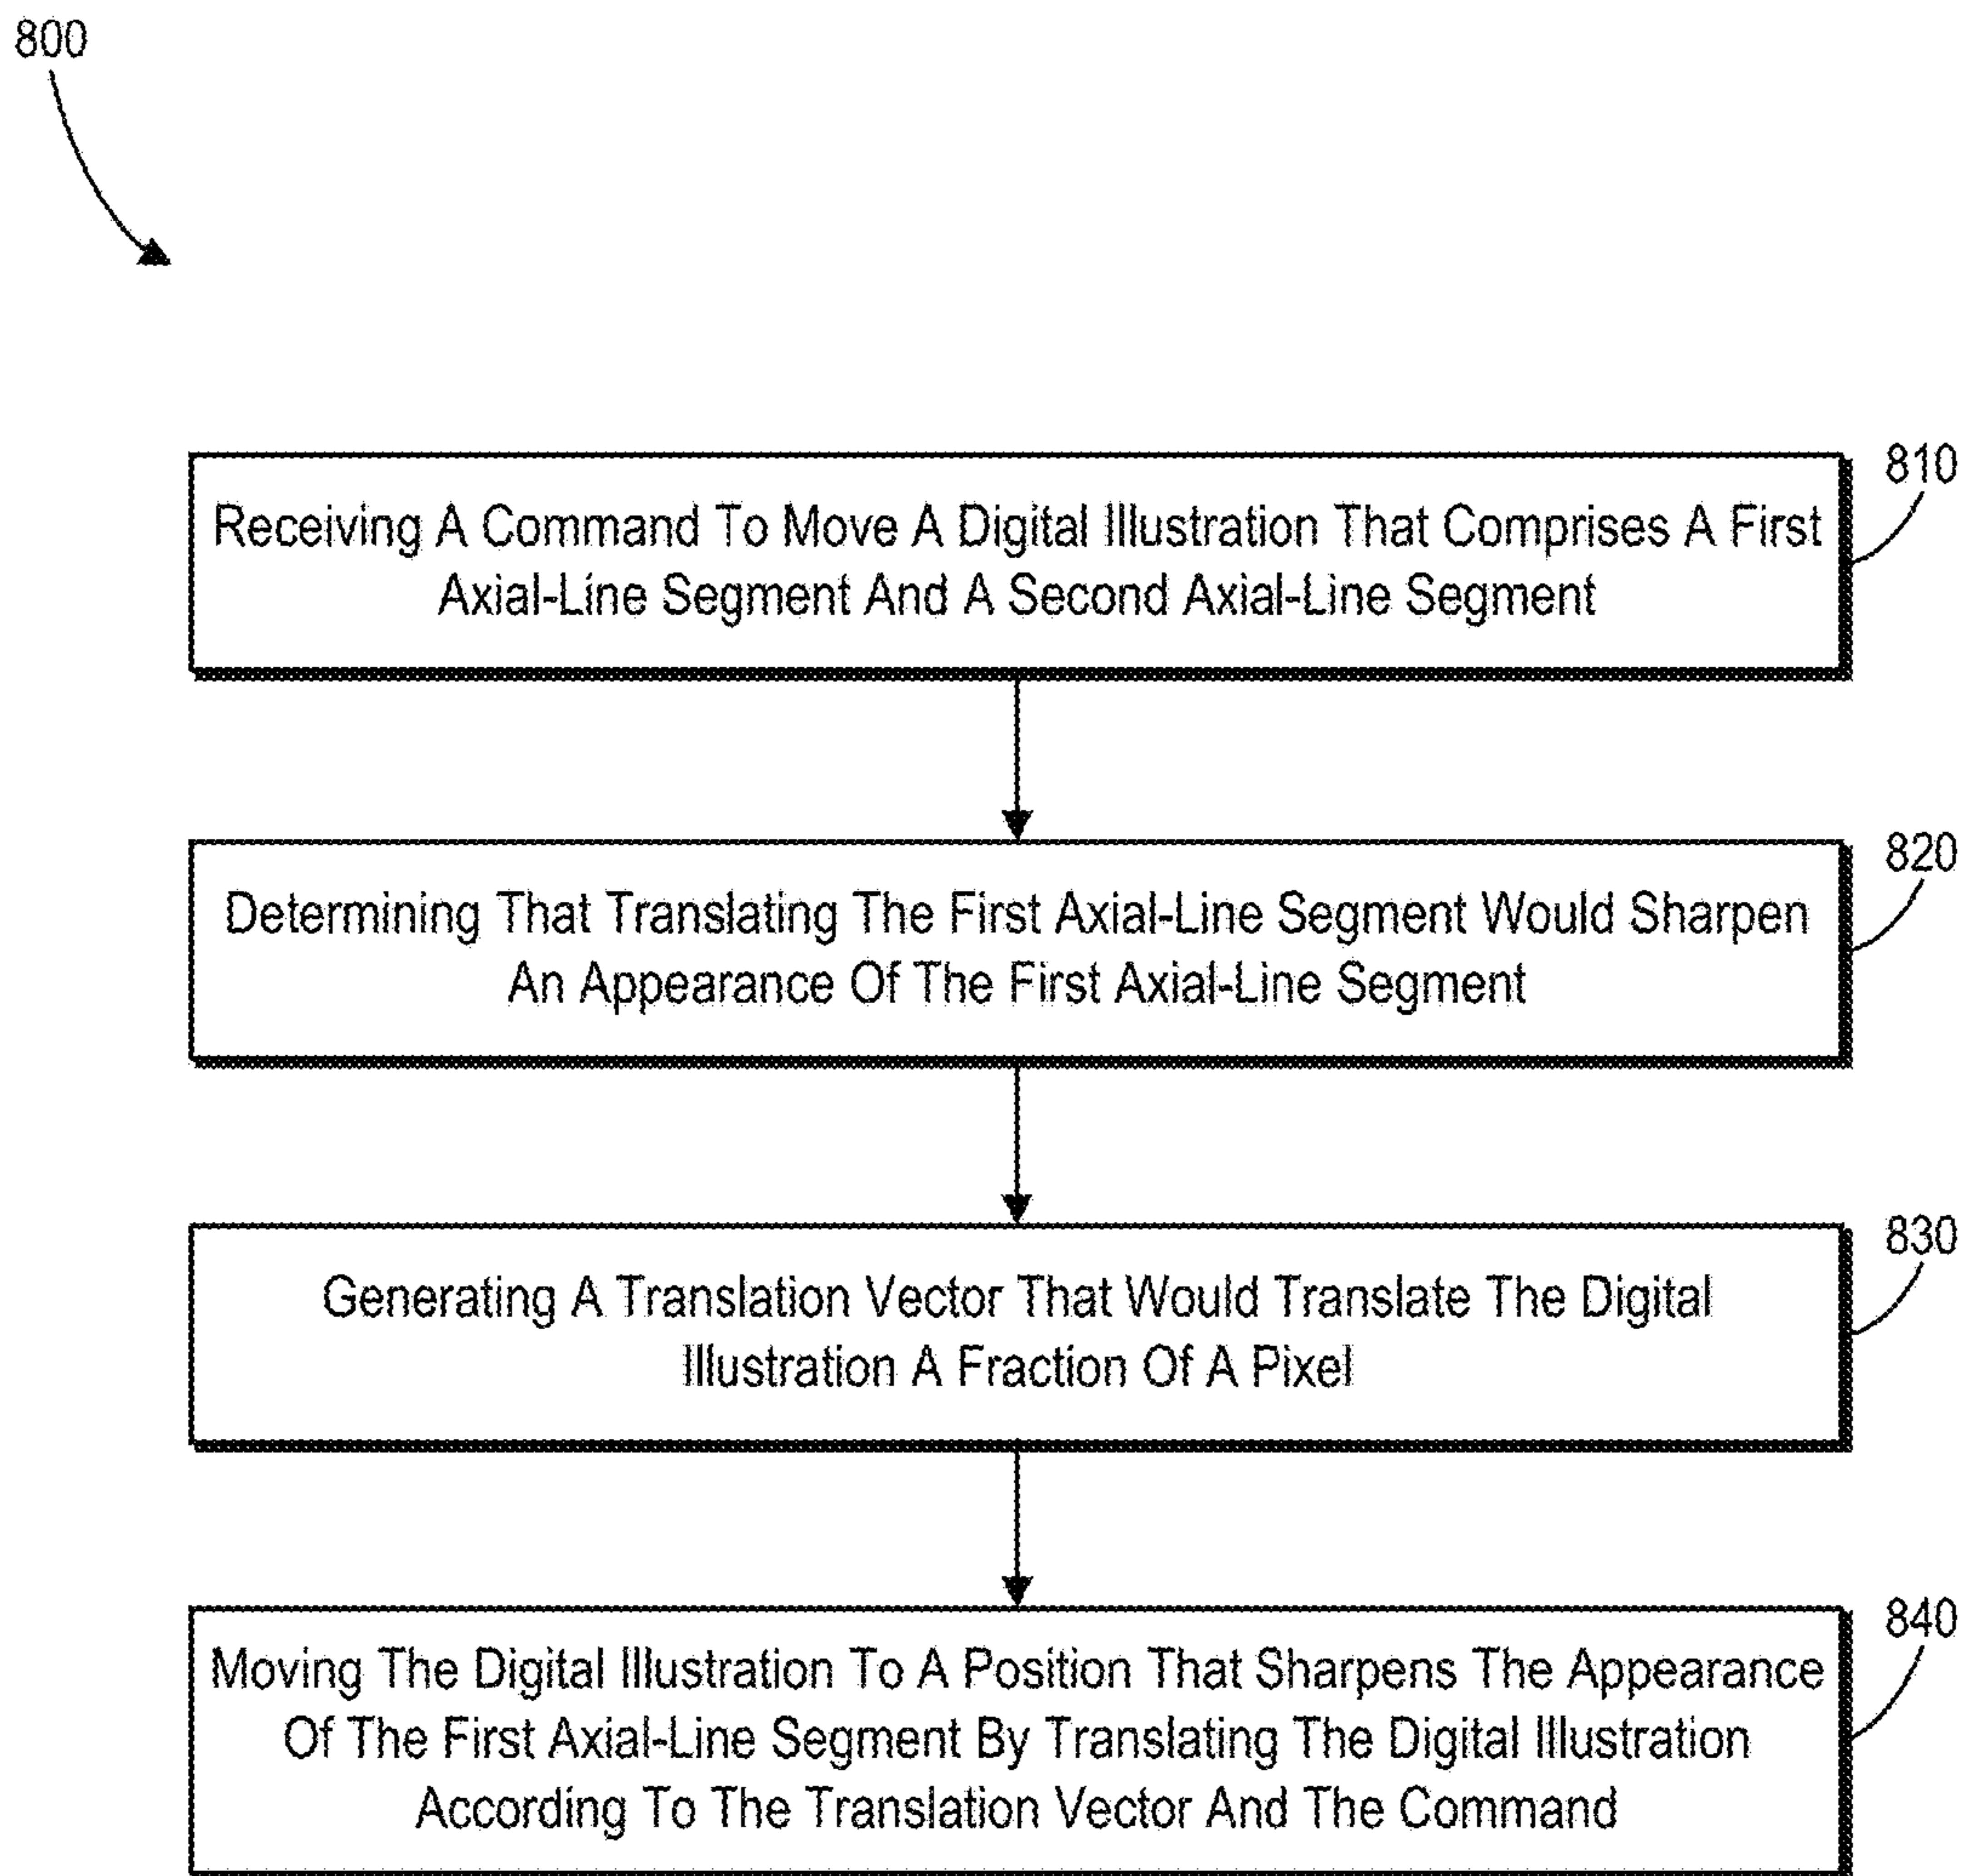 800
810
Receiving A Command To Move A Digital Illustration That Comprises A First
Axial-Line Segment And A Second Axial-Line Segment
820
Determining That Translating The First Axial-Line Segment Would Sharpen
An Appearance Of The First Axial-Line Segment
830
Generating A Translation Vector That Would Translate The Digital
Illustration A Fraction Of A Pixel
840
Moving The Digital Illustration To A Position That Sharpens The Appearance
Of The First Axial-Line Segment By Translating The Digital Illustration
According To The Translation Vector And The Command